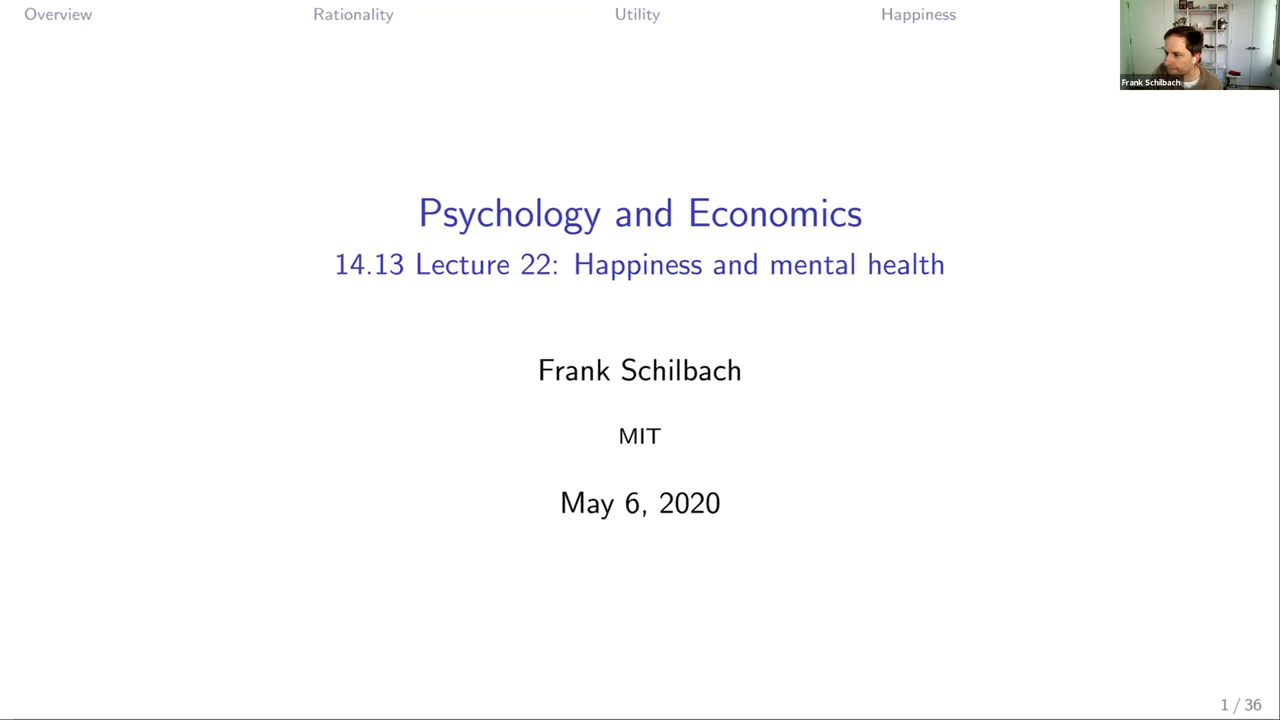 Overview Rationality Utility Happiness
Frank Schilbach
Psychology and Economics
14.13 Lecture 22: Happiness and mental health
Frank Schilbach
MIT
May 6, 2020
1 / 36